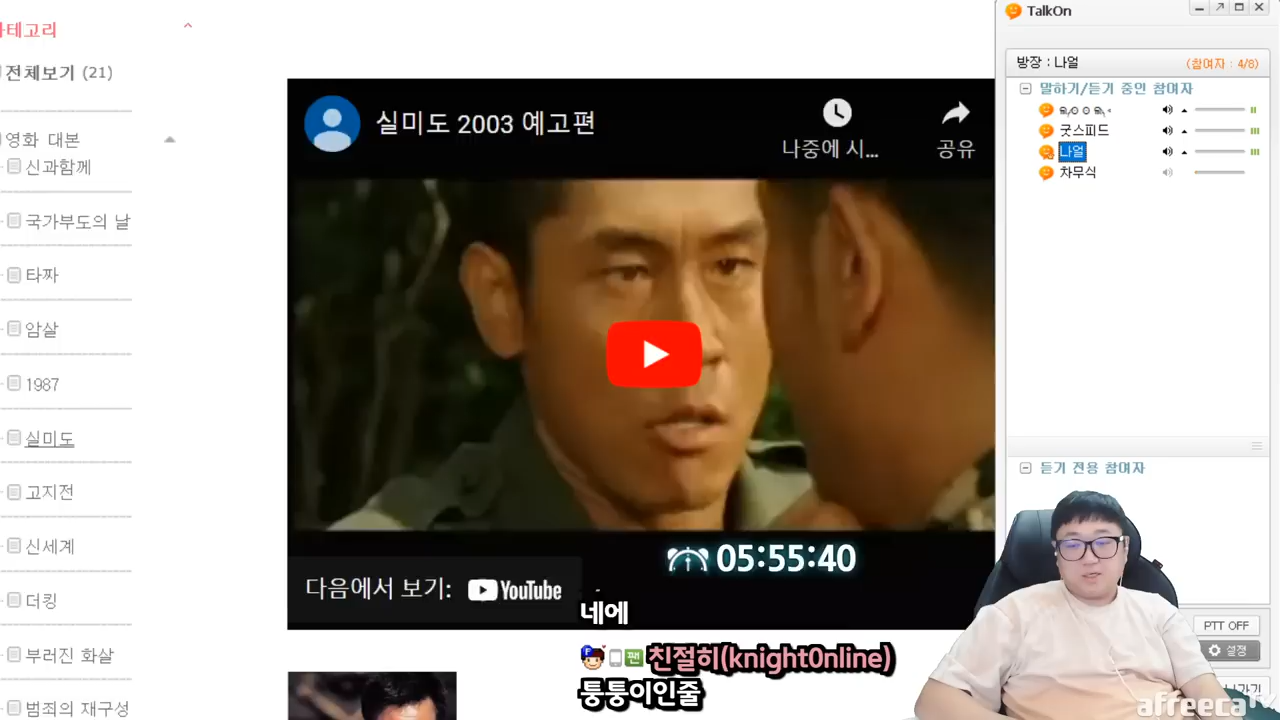 카테고리
전체보기 (21)
영화 대본
신과함께
국가부도의 날
타짜
암살
1987
실미도
고지전
신세계
더킹
부러진 화살
범죄의 재구성
실미도 2003 예고편
나중에 시...
공유
05:55:40
다음에서 보기: YouTube
네에
친절히(knight0nline)
퉁퉁이인줄
TalkOn
방장 : 나얼
(참여자 : 4/8)
말하기/듣기 중인 참여자
굿스피드
나얼
차무식
듣기 전용 참여자
PTT OFF
설정
나가기
afreecaTV